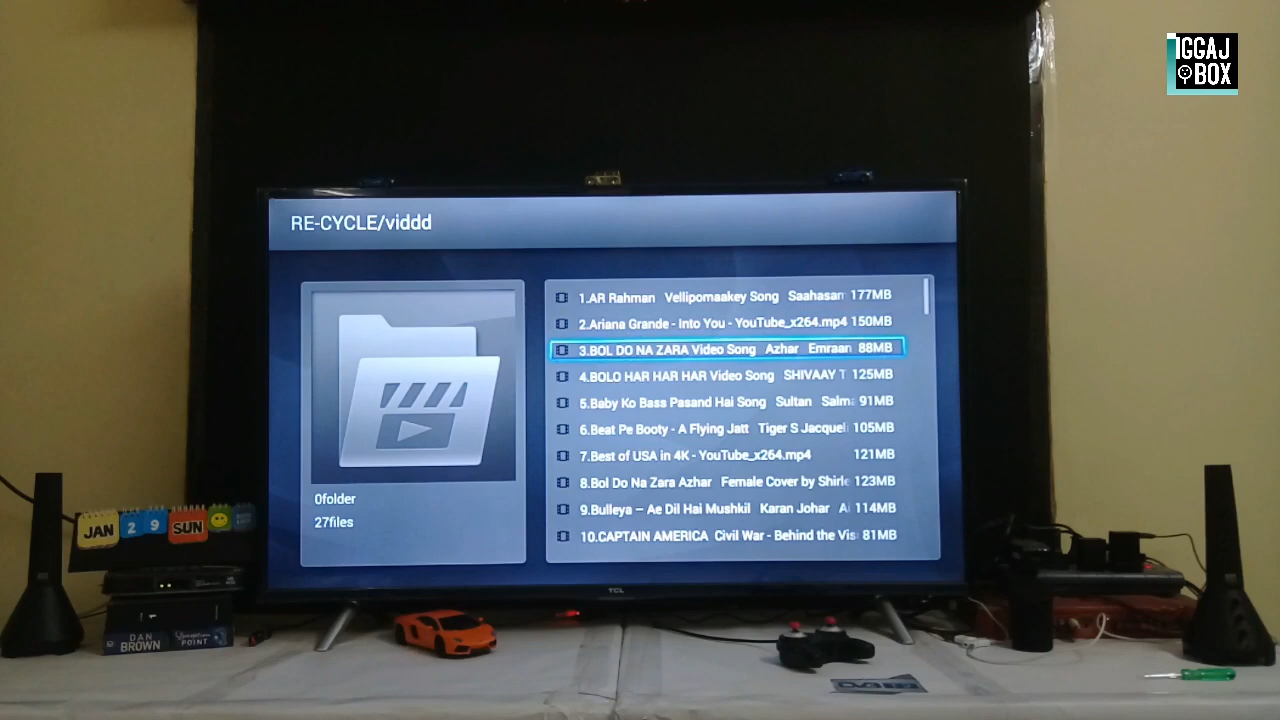 IGGAJ
BOX
RE-CYCLE/viddd
1.AR Rahman Vellipomaakey Song Saahasam 177MB
2.Ariana Grande - Into You - YouTube_x264.mp4 150MB
3.BOL DO NA ZARA Video Song Azhar Emraan 88MB
4.BOLO HAR HAR HAR Video Song SHIVAAY T 125MB
5.Baby Ko Bass Pasand Hai Song Sultan Salma 91MB
6.Beat Pe Booty - A Flying Jatt Tiger S Jacqueli 105MB
7.Best of USA in 4K - YouTube_x264.mp4 121MB
8.Bol Do Na Zara Azhar Female Cover by Shirle 123MB
9.Bulleya – Ae Dil Hai Mushkil Karan Johar Ai 114MB
10.CAPTAIN AMERICA Civil War - Behind the Vis 81MB
0folder
27files
TCL
JAN 29 SUN
DAN
BROWN
Deception
POINT